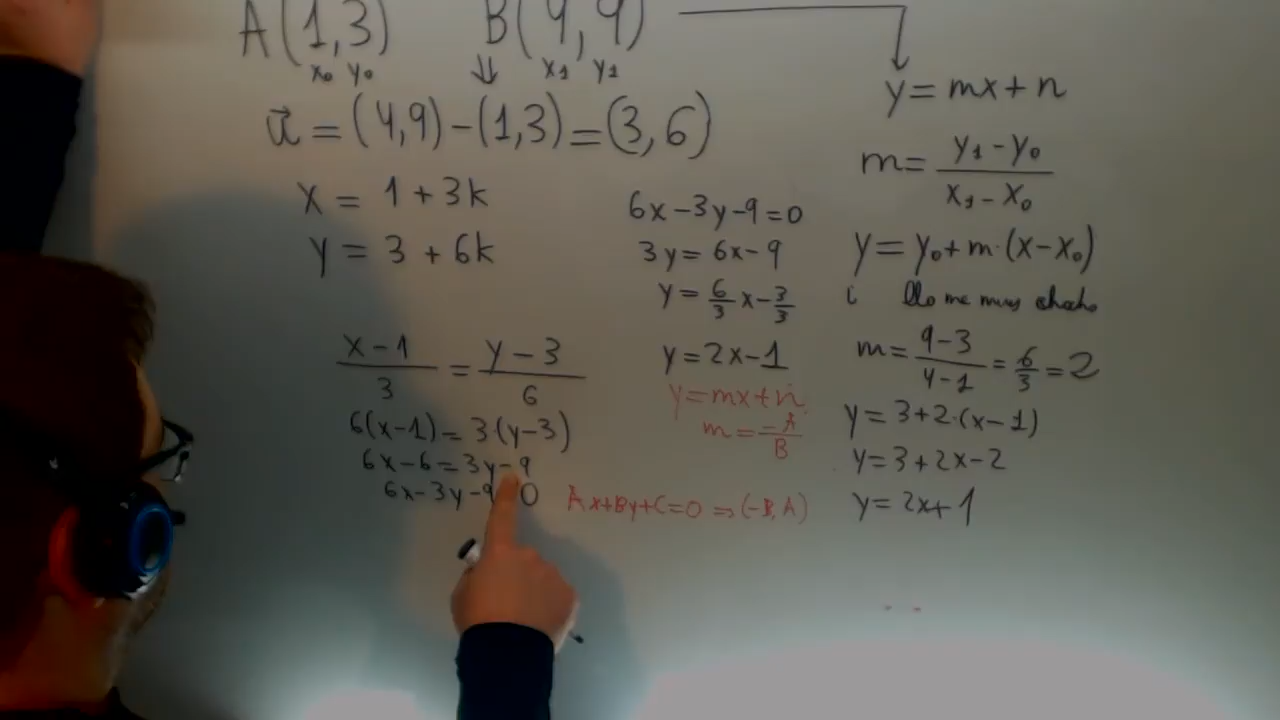 A(1,3) B(4,9)
x₀ y₀ x₁ y₁
⇓
u⃗ = (4,9)-(1,3)=(3,6)
x = 1+3k
y = 3+6k
x-1/3 = y-3/6
6(x-1)=3·(y-3)
6x-6=3y-9
6x-3y-9 0
6x-3y-9=0
3y=6x-9
y=6/3x-3/3
y=2x-1
y=mx+n
m=-A/B
Ax+By+C=0 ⇒(-B,A)
y=mx+n
m=y₁-y₀/x₁-x₀
y=y₀+m·(x-x₀)
m=9-3/4-1=6/3=2
y=3+2·(x-1)
y=3+2x-2
y=2x+1